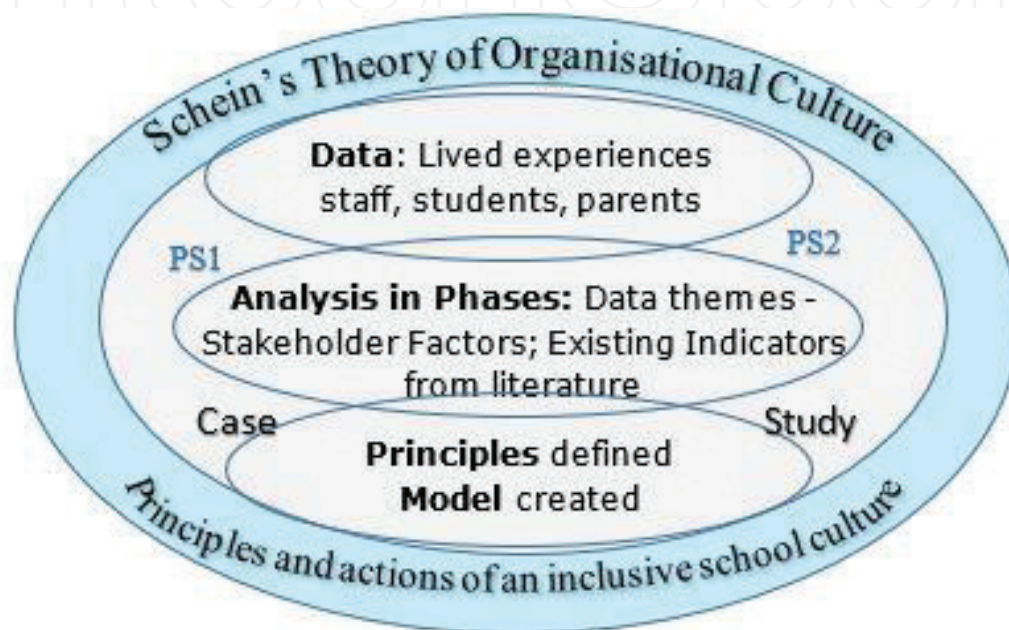 Schein's Theory of Organisational Culture
Data: Lived experiences
staff, students, parents
PS1
PS2
Analysis in Phases: Data themes -
Stakeholder Factors; Existing Indicators
from literature
Case
Study
Principles defined
Model created
Principles and actions of an inclusive school culture